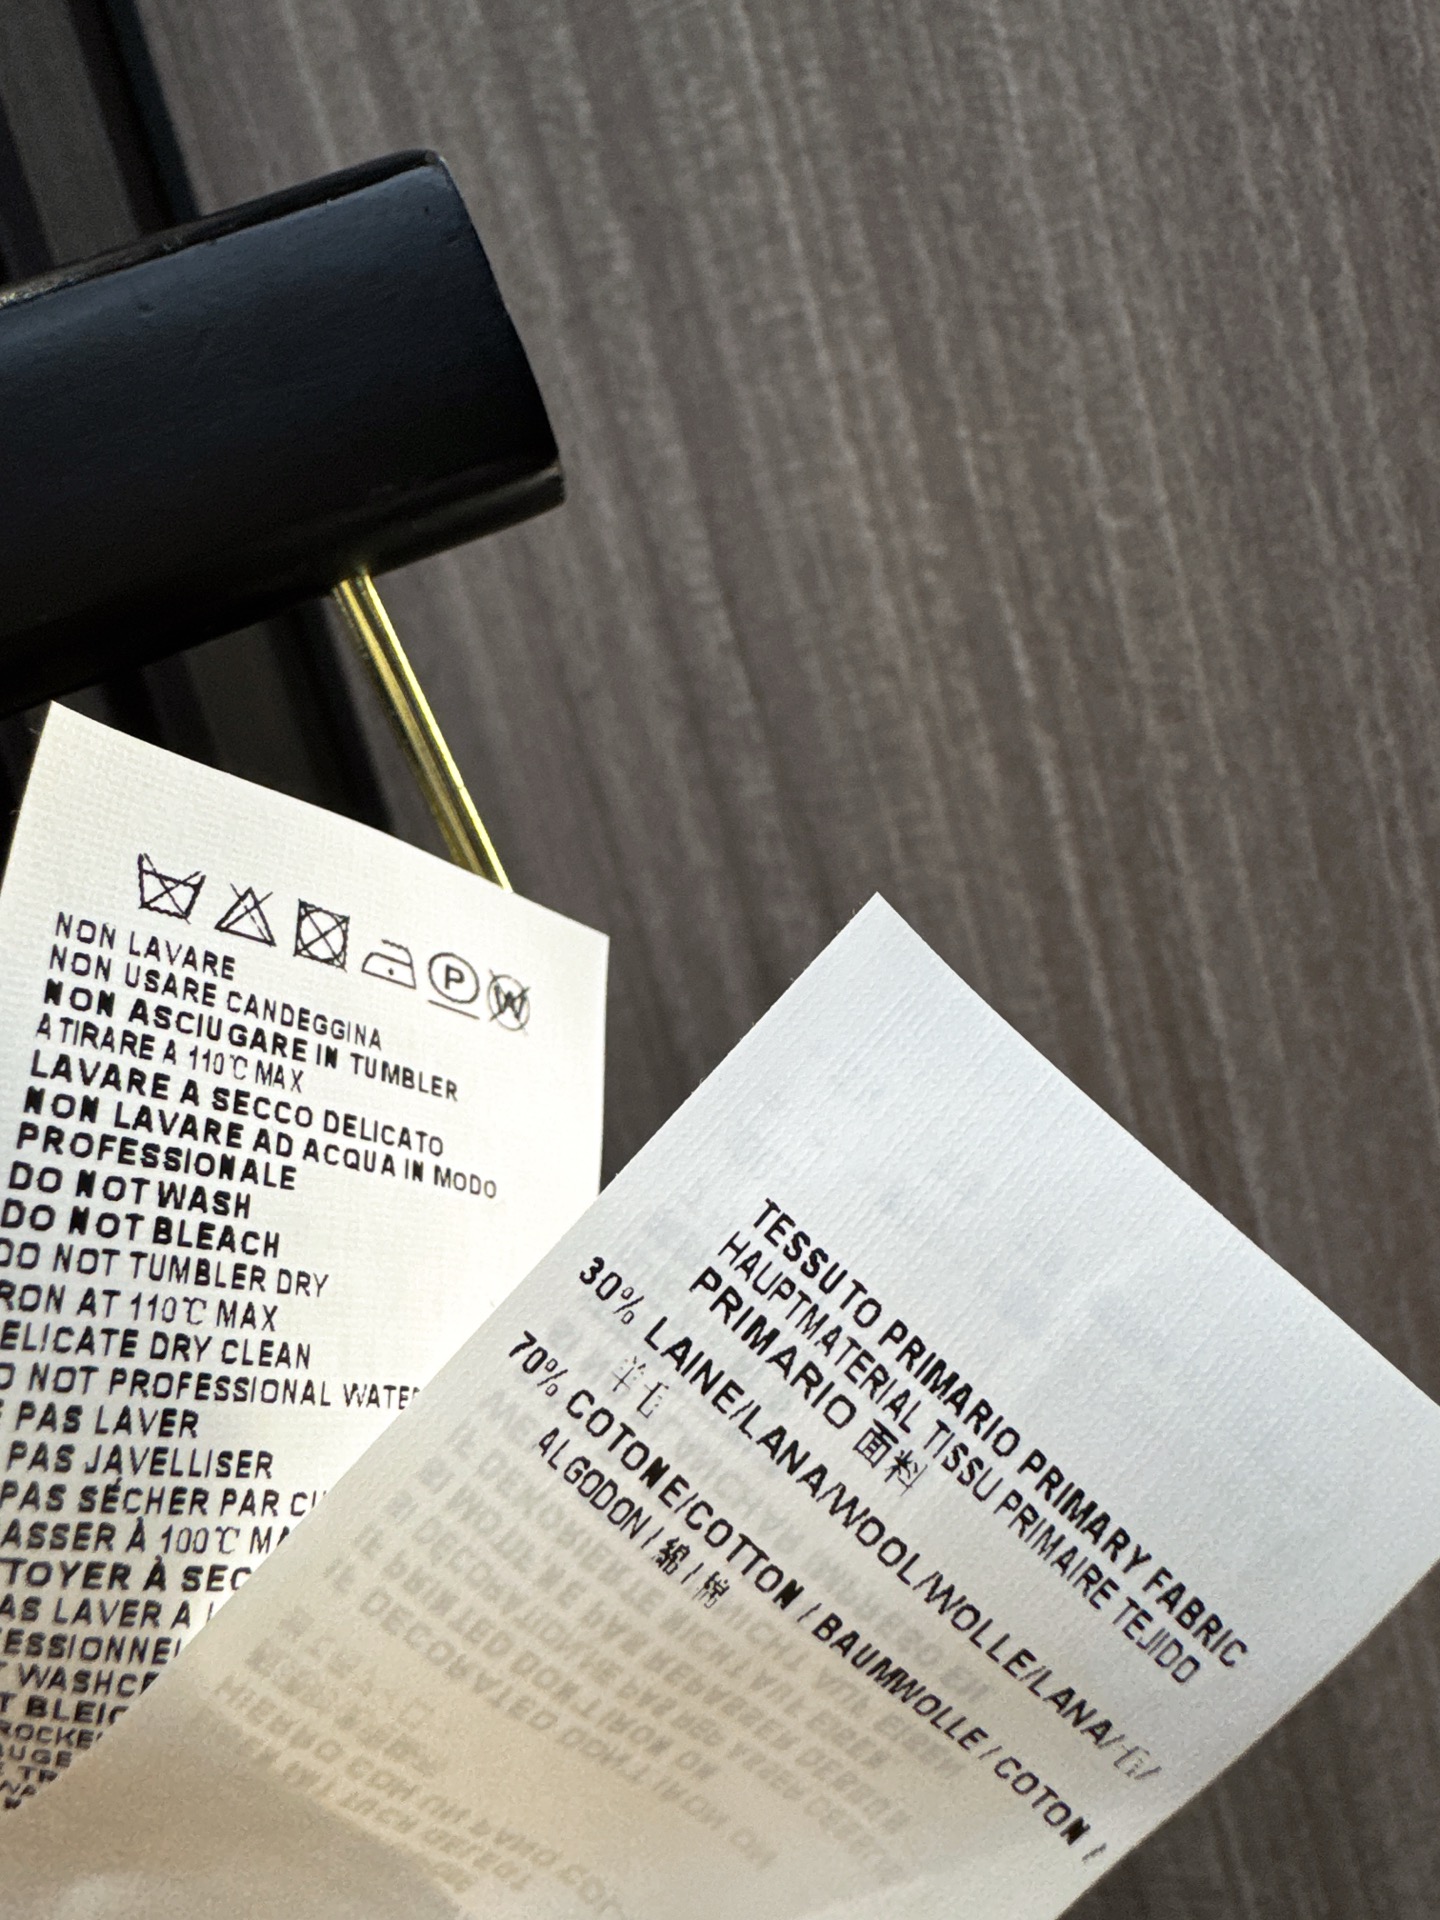 P W
NON LAVARE
NON USARE CANDEGGINA
NON ASCIUGARE IN TUMBLER
A TIRARE A 110℃ MAX
LAVARE A SECCO DELICATO
NON LAVARE AD ACQUA IN MODO
PROFESSIONALE
DO NOT WASH
DO NOT BLEACH
DO NOT TUMBLER DRY
RON AT 110℃ MAX
ELICATE DRY CLEAN
O NOT PROFESSIONAL WATE
PAS LAVER
PAS JAVELLISER
PAS SÉCHER PAR
ASSER À 100℃ MA
TOYER À SEC
AS LAVER A
ESSIONNE
WASHCE
T BLEIC
ROCKE
TESSUTO PRIMARIO PRIMARY FABRIC
HAUPTMATERIAL TISSU PRIMAIRE TEJIDO
PRIMARIO 面料
30% LAINE/LANA/WOOL/WOLLE/LANA/毛/
羊毛
70% COTONE/COTTON / BAUMWOLLE / COTON /
ALGODON / 綿 / 棉